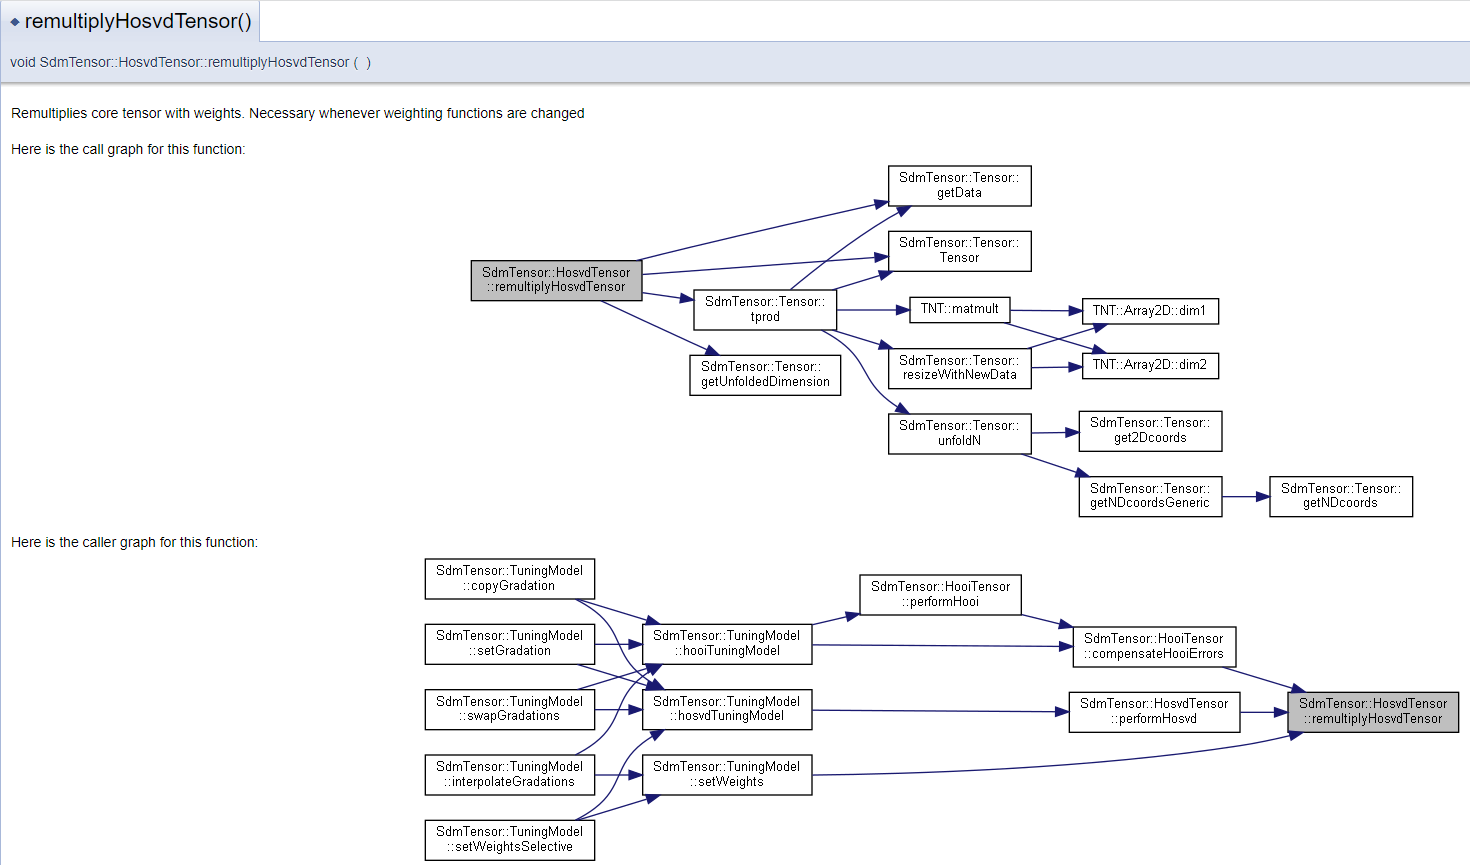 remultiplyHosvdTensor()
void SdmTensor::HosvdTensor::remultiplyHosvdTensor ( )
Remultiplies core tensor with weights. Necessary whenever weighting functions are changed
Here is the call graph for this function:
SdmTensor::HosvdTensor
::remultiplyHosvdTensor
SdmTensor::Tensor::
getData
SdmTensor::Tensor::
Tensor
SdmTensor::Tensor::
tprod
SdmTensor::Tensor::
getUnfoldedDimension
TNT::matmult
SdmTensor::Tensor::
resizeWithNewData
SdmTensor::Tensor::
unfoldN
TNT::Array2D::dim1
TNT::Array2D::dim2
SdmTensor::Tensor::
get2Dcoords
SdmTensor::Tensor::
getNDcoordsGeneric
SdmTensor::Tensor::
getNDcoords
Here is the caller graph for this function:
SdmTensor::TuningModel
::copyGradation
SdmTensor::TuningModel
::setGradation
SdmTensor::TuningModel
::swapGradations
SdmTensor::TuningModel
::interpolateGradations
SdmTensor::TuningModel
::setWeightsSelective
SdmTensor::TuningModel
::hooiTuningModel
SdmTensor::TuningModel
::hosvdTuningModel
SdmTensor::TuningModel
::setWeights
SdmTensor::HooiTensor
::performHooi
SdmTensor::HooiTensor
::compensateHooiErrors
SdmTensor::HosvdTensor
::performHosvd
SdmTensor::HosvdTensor
::remultiplyHosvdTensor